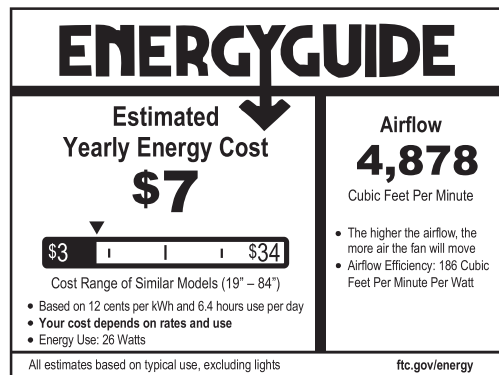 ENERGYGUIDE
Estimated
Yearly Energy Cost
$7
$3
$34
Cost Range of Similar Models (19” – 84”)
• Based on 12 cents per kWh and 6.4 hours use per day
• Your cost depends on rates and use
• Energy Use: 26 Watts
Airflow
4,878
Cubic Feet Per Minute
• The higher the airflow, the
more air the fan will move
• Airflow Efficiency: 186 Cubic
Feet Per Minute Per Watt
All estimates based on typical use, excluding lights
ftc.gov/energy